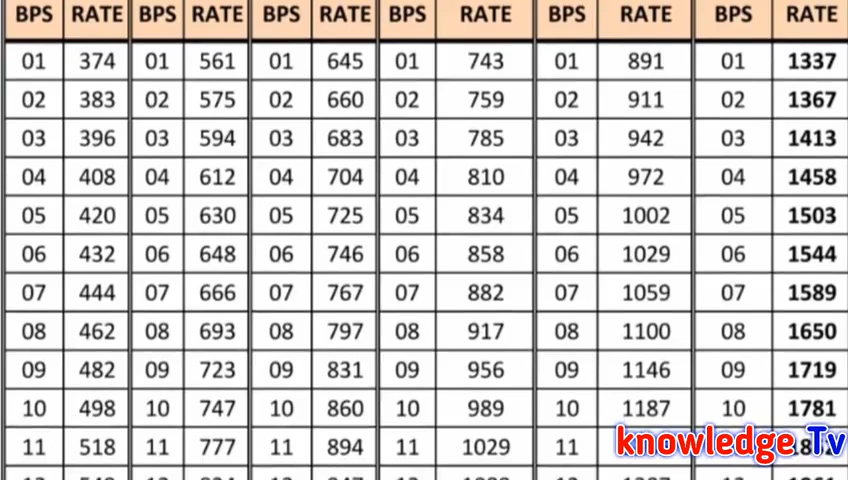 BPS RATE BPS RATE BPS RATE BPS RATE BPS RATE BPS RATE
01 374 01 561 01 645 01 743 01 891 01 1337
02 383 02 575 02 660 02 759 02 911 02 1367
03 396 03 594 03 683 03 785 03 942 03 1413
04 408 04 612 04 704 04 810 04 972 04 1458
05 420 05 630 05 725 05 834 05 1002 05 1503
06 432 06 648 06 746 06 858 06 1029 06 1544
07 444 07 666 07 767 07 882 07 1059 07 1589
08 462 08 693 08 797 08 917 08 1100 08 1650
09 482 09 723 09 831 09 956 09 1146 09 1719
10 498 10 747 10 860 10 989 10 1187 10 1781
11 518 11 777 11 894 11 1029 11
knowledge Tv